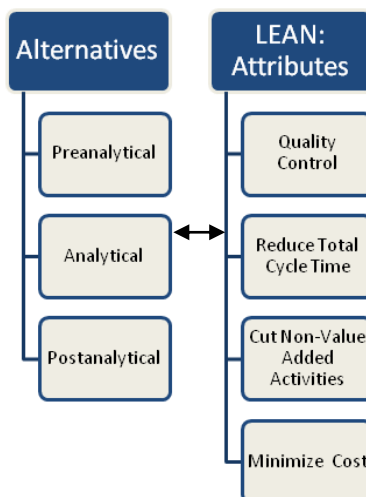 Alternatives
Preanalytical
Analytical
Postanalytical
LEAN:
Attributes
Quality
Control
Reduce Total
Cycle Time
Cut Non-Value
Added
Activities
Minimize Cost